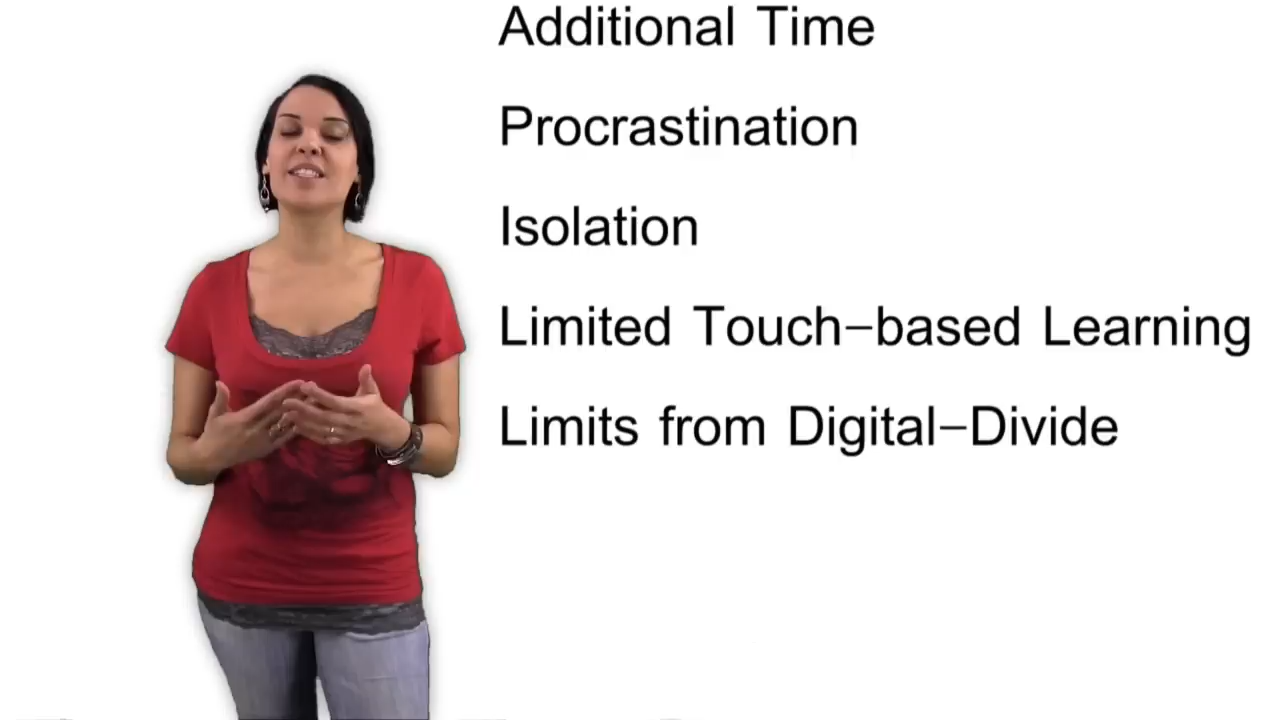 Additional Time
Procrastination
Isolation
Limited Touch-based Learning
Limits from Digital-Divide